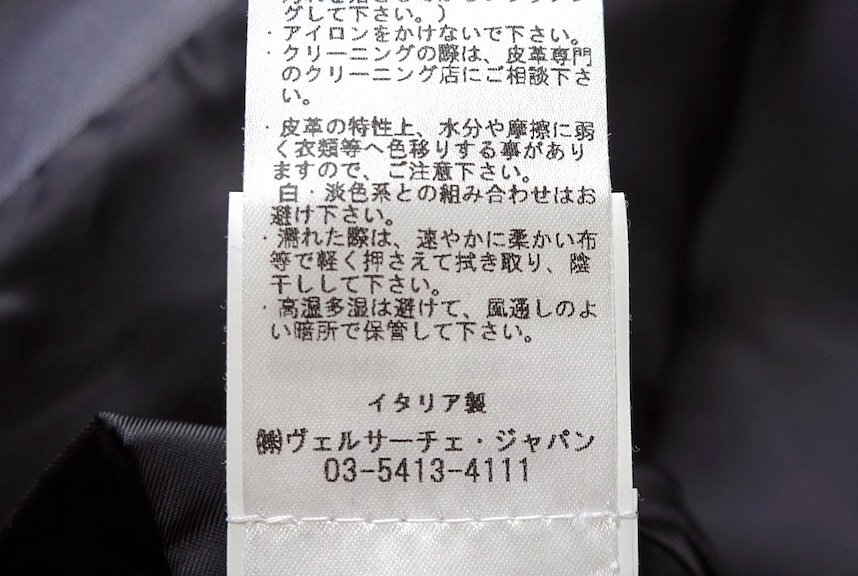 グして下さい。)
・アイロンをかけないで下さい。
・クリーニングの際は、皮革専門
のクリーニング店にご相談下さ
い。
・皮革の特性上、水分や摩擦に弱
く衣類等へ色移りする事があり
ますので、ご注意下さい。
白・淡色系との組み合わせはお
避け下さい。
・濡れた際は、速やかに柔かい布
等で軽く押さえて拭き取り、陰
干しして下さい。
・高温多湿は避けて、風通しのよ
い暗所で保管して下さい。
イタリア製
㈱ヴェルサーチェ・ジャパン
03-5413-4111